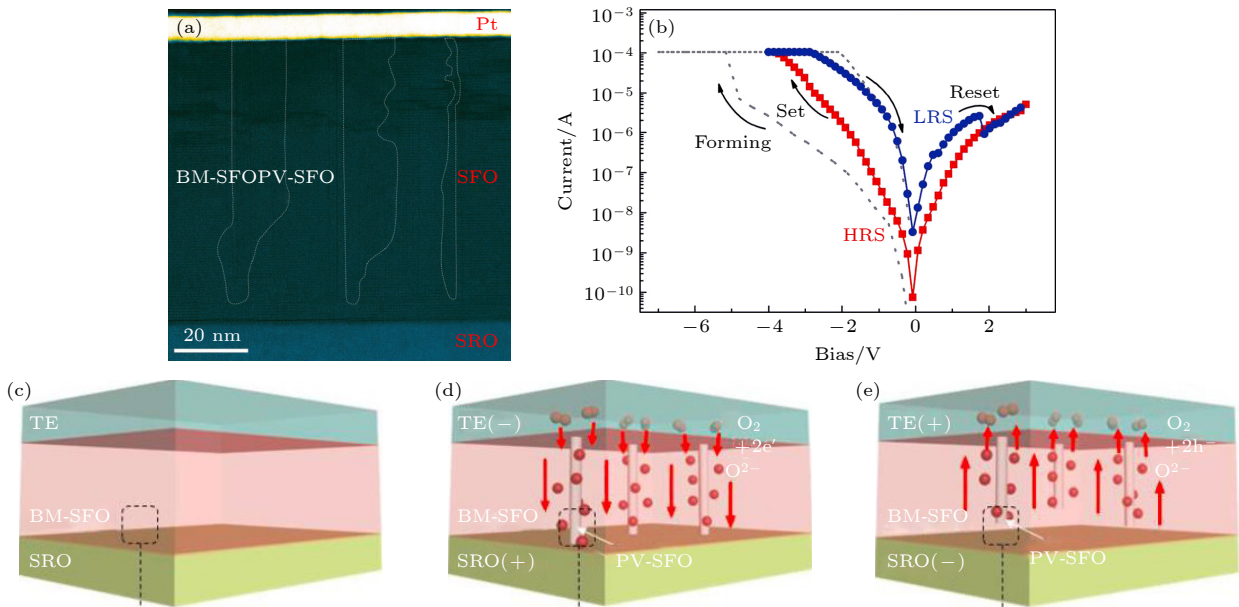 (a)
Pt
BM-SFOPV-SFO
SFO
20 nm
SRO
(b)
10⁻³
10⁻⁴
10⁻⁵
10⁻⁶
10⁻⁷
10⁻⁸
10⁻⁹
10⁻¹⁰
Current/A
Forming
Set
Reset
LRS
HRS
−6
−4
−2
0
2
Bias/V
(c)
TE
BM-SFO
SRO
(d)
TE(−)
O₂
+2e′
O²⁻
BM-SFO
PV-SFO
SRO(+)
(e)
TE(+)
O₂
+2h⁻
O²⁻
BM-SFO
PV-SFO
SRO(−)